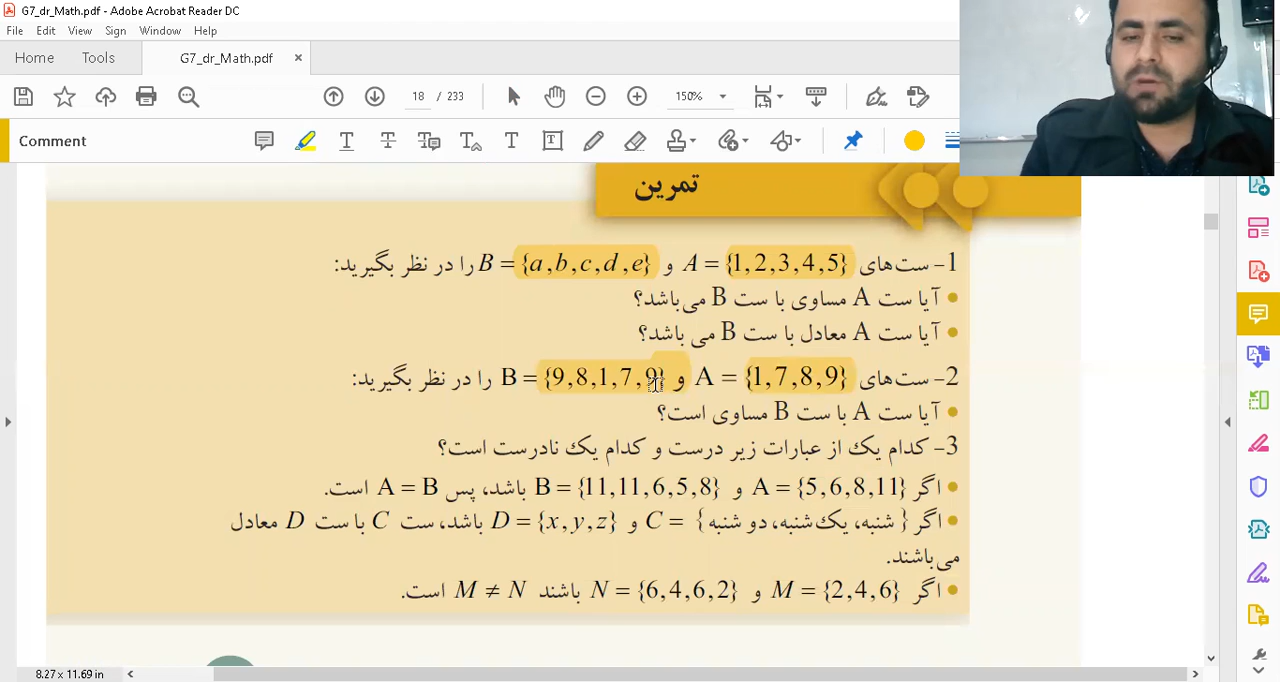 G7_dr_Math.pdf - Adobe Acrobat Reader DC
File Edit View Sign Window Help
Home Tools G7_dr_Math.pdf ×
18 / 233 150%
Comment
تمرین
1- ست‌های A = {1,2,3,4,5} و B = {a,b,c,d,e} را در نظر بگیرید:
• آیا ست A مساوی با ست B می‌باشد؟
• آیا ست A معادل با ست B می باشد؟
2- ست‌های A = {1,7,8,9} و B = {9,8,1,7,9} را در نظر بگیرید:
• آیا ست A با ست B مساوی است؟
3- کدام یک از عبارات زیر درست و کدام یک نادرست است؟
• اگر A = {5,6,8,11} و B = {11,11,6,5,8} باشد، پس A = B است.
• اگر { شنبه، یک‌شنبه، دو شنبه } = C و D = {x,y,z} باشد، ست C با ست D معادل
می‌باشند.
• اگر M = {2,4,6} و N = {6,4,6,2} باشند M ≠ N است.
8.27 x 11.69 in